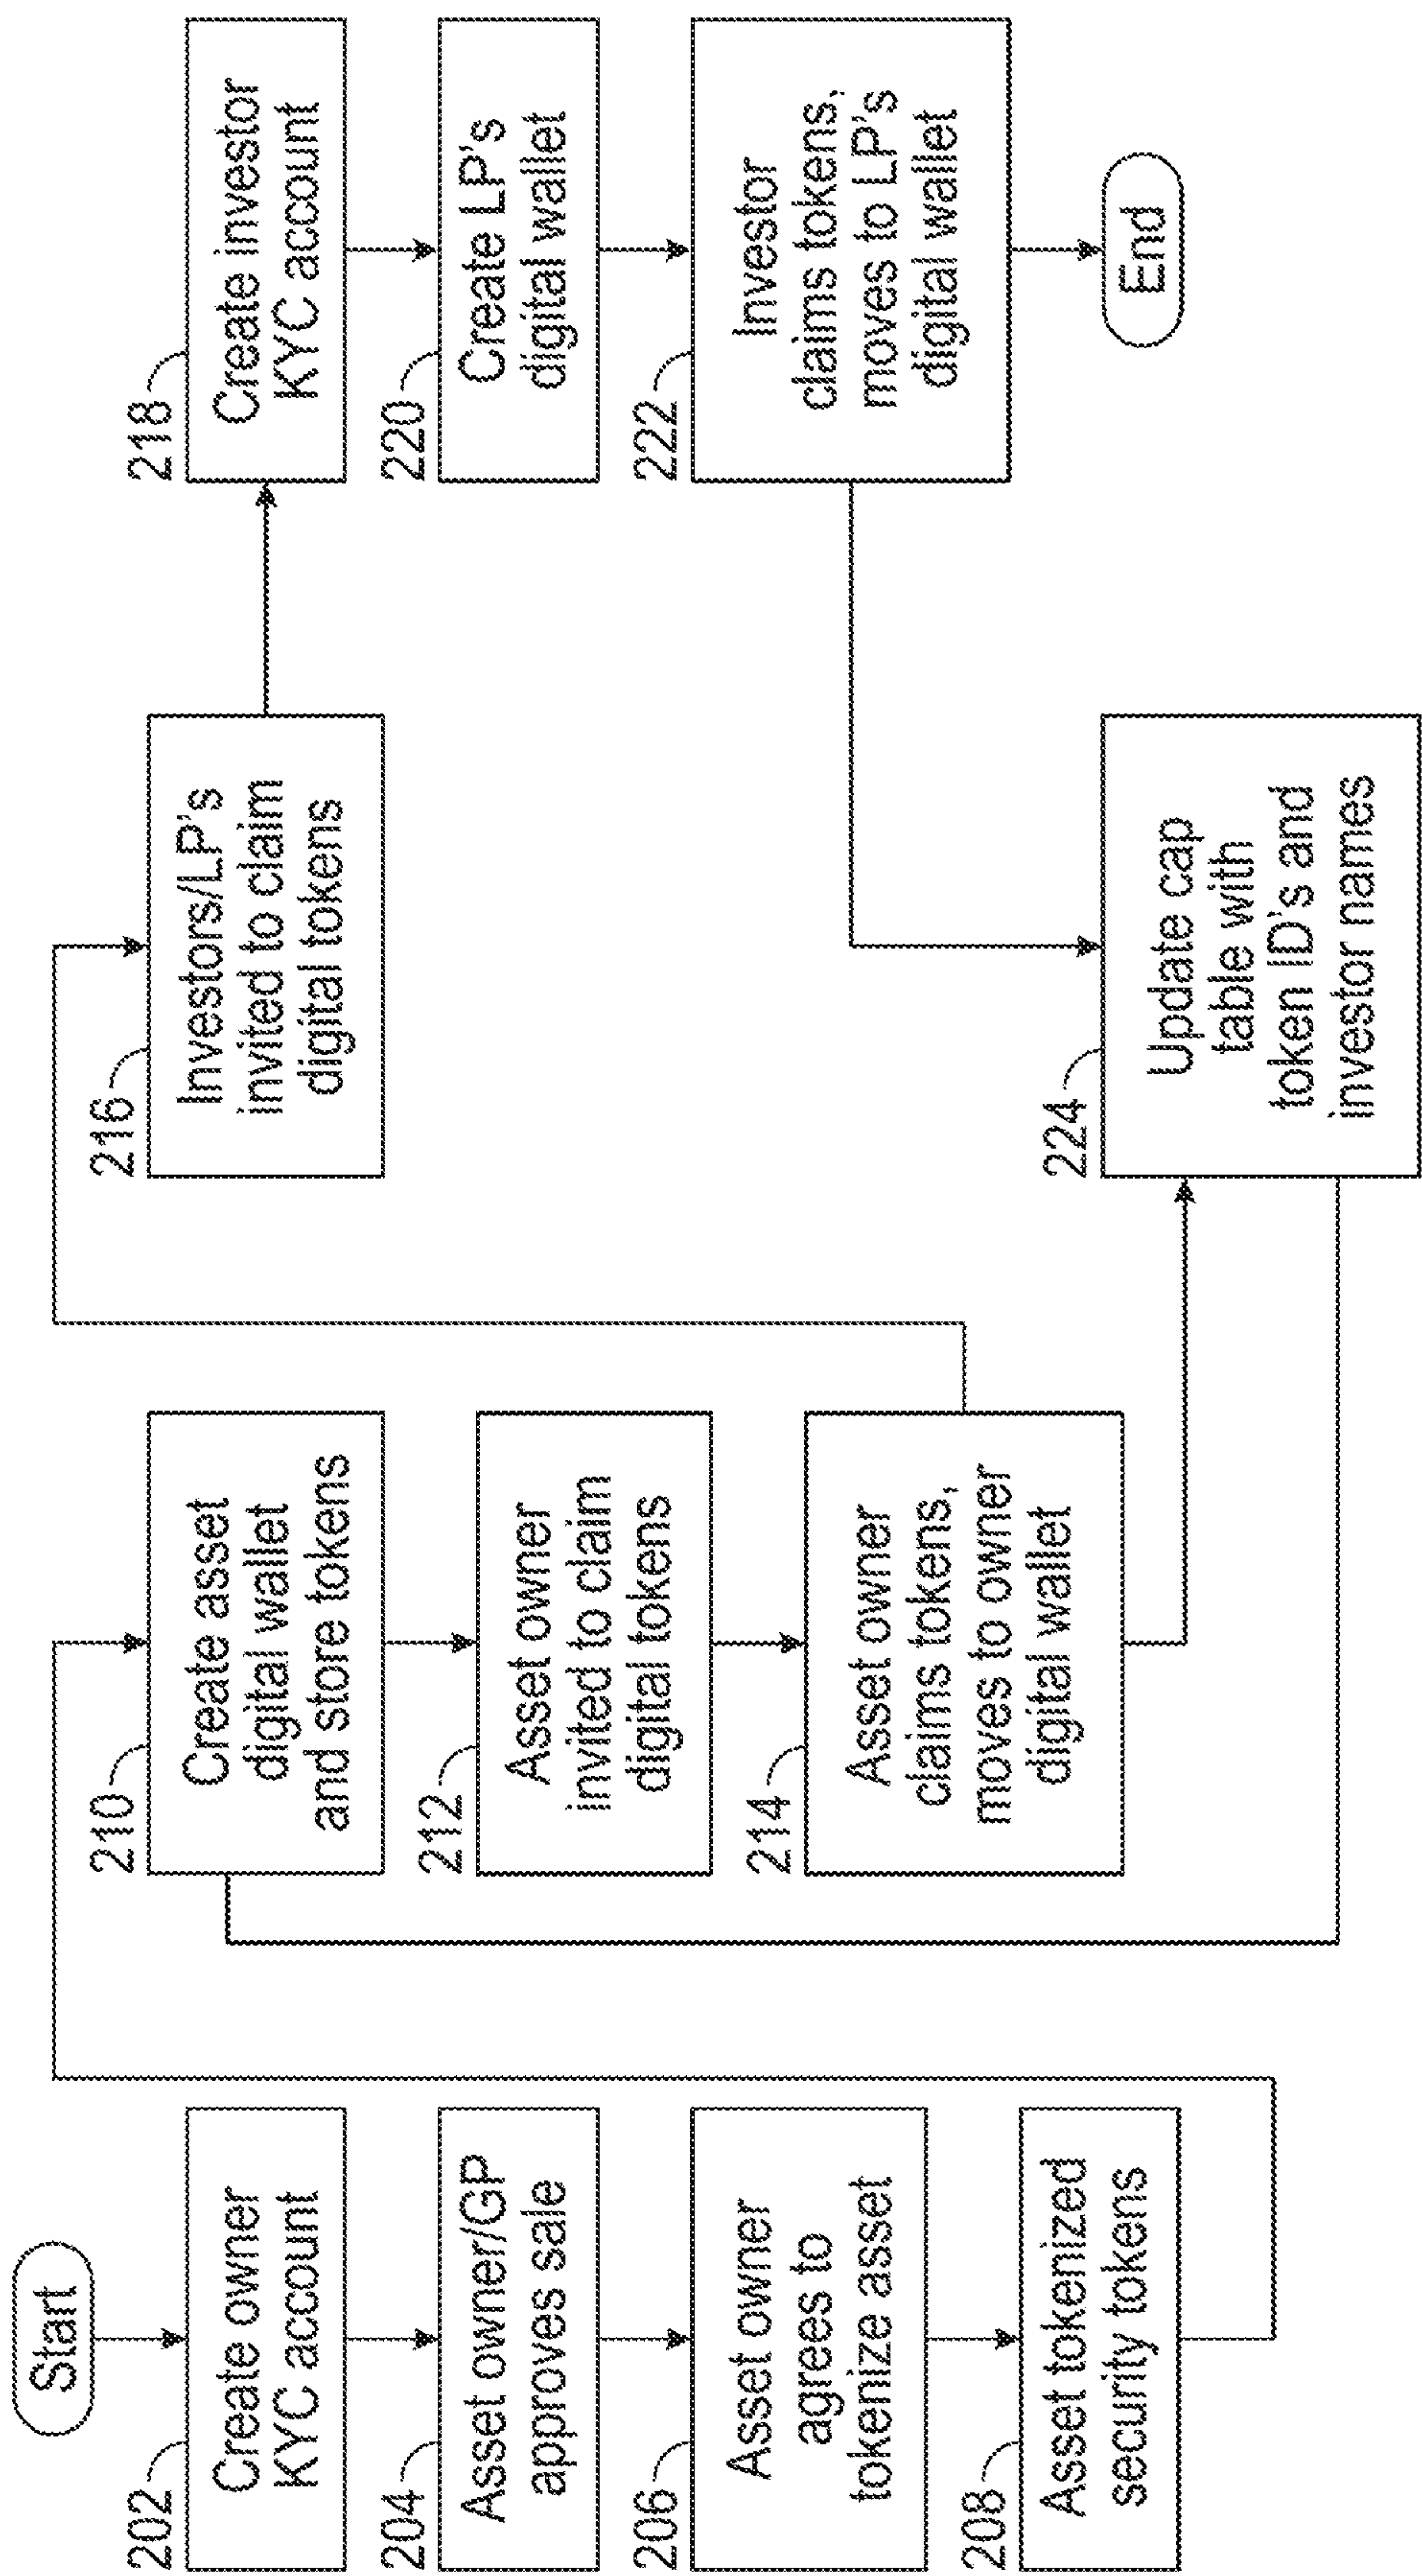 Start
202
Create owner
KYC account
204
Asset owner/GP
approves sale
206
Asset owner
agrees to
tokenize asset
208
Asset tokenized
security tokens
210
Create asset
digital wallet
and store tokens
212
Asset owner
invited to claim
digital tokens
214
Asset owner
claims tokens,
moves to owner
digital wallet
216
Investors/LP's
invited to claim
digital tokens
224
Update cap
table with
token ID's and
investor names
218
Create investor
KYC account
220
Create LP's
digital wallet
222
Investor
claims tokens,
moves to LP's
digital wallet
End